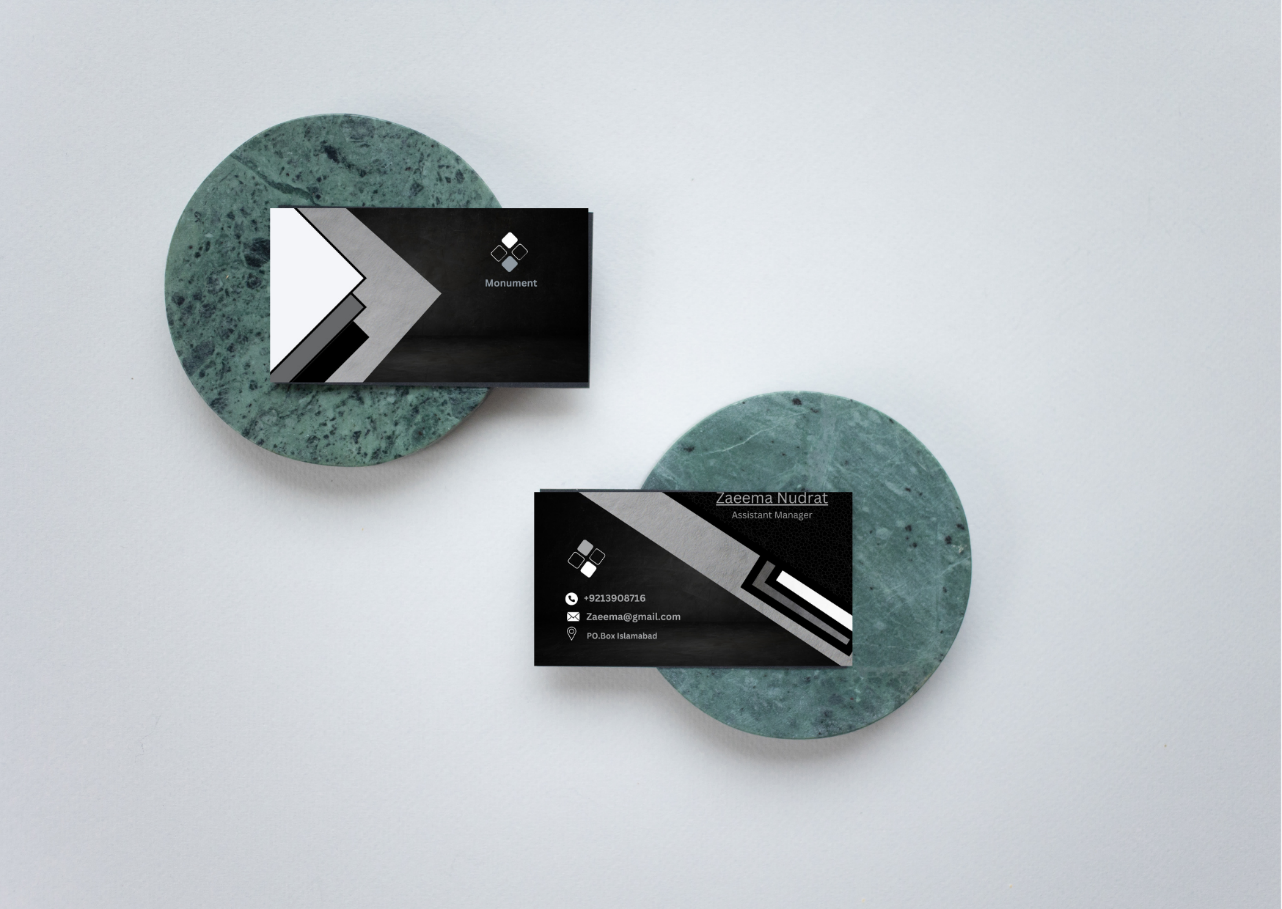 Monument
Zaeema Nudrat
Assistant Manager
+9213908716
Zaeema@gmail.com
PO.Box Islamabad